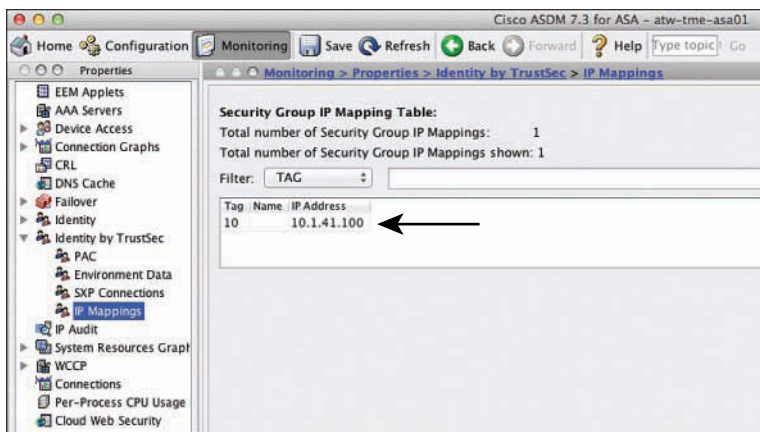 Cisco ASDM 7.3 for ASA - atw-tme-asa01
Home Configuration Monitoring Save Refresh Back Forward Help Type topic Go
Properties
Monitoring > Properties > Identity by TrustSec > IP Mappings
EEM Applets
AAA Servers
Device Access
Connection Graphs
CRL
DNS Cache
Failover
Identity
Identity by TrustSec
PAC
Environment Data
SXP Connections
IP Mappings
IP Audit
System Resources Grap
WCCP
Connections
Per-Process CPU Usage
Cloud Web Security
Security Group IP Mapping Table:
Total number of Security Group IP Mappings: 1
Total number of Security Group IP Mappings shown: 1
Filter: TAG
Tag Name IP Address
10 10.1.41.100